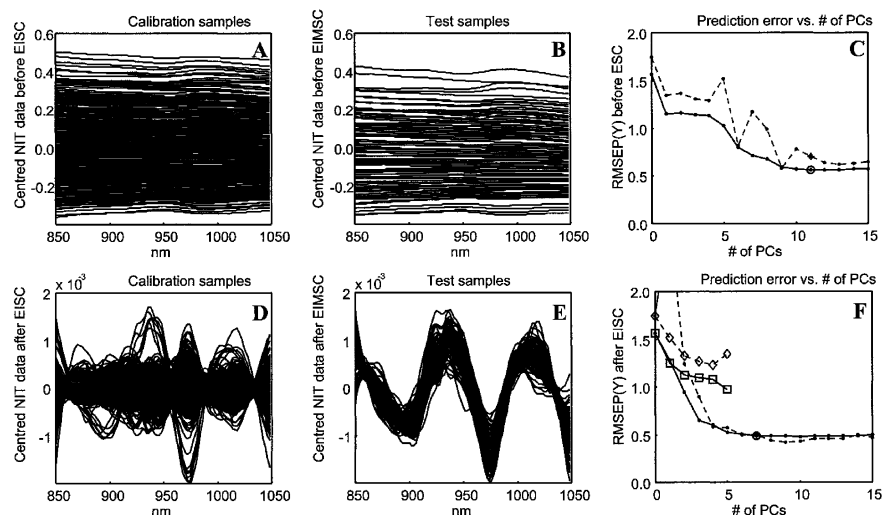 Calibration samples
Test samples
Prediction error vs. # of PCs
A
B
C
Centred NIT data before EISC
0.6
0.4
0.2
0.0
-0.2
850
900
950
1000
1050
nm
Centred NIT data before EIMSC
0.6
0.4
0.2
0.0
-0.2
850
900
950
1000
1050
nm
RMSEP(Y) before ESC
2.0
1.5
1.0
0.5
0.0
0
5
10
15
# of PCs
Calibration samples
Test samples
Prediction error vs. # of PCs
D
E
F
Centred NIT data after EISC
x 10⁻³
2
1
0
-1
850
900
950
1000
1050
nm
Centred NIT data after EIMSC
x 10⁻³
2
1
0
-1
850
900
950
1000
1050
nm
RMSEP(Y) after EISC
2.0
1.5
1.0
0.5
0.0
0
5
10
15
# of PCs